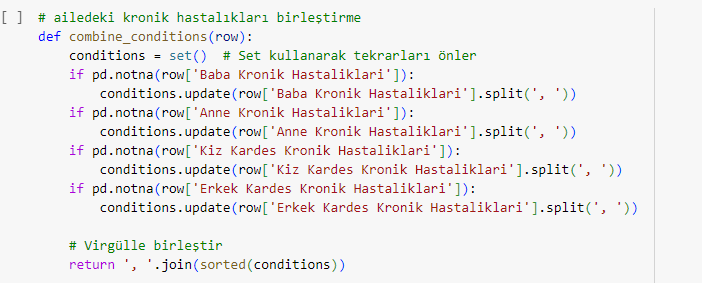 [ ] # ailedeki kronik hastalıkları birleştirme
def combine_conditions(row):
    conditions = set()  # Set kullanarak tekrarları önler
    if pd.notna(row['Baba Kronik Hastaliklari']):
        conditions.update(row['Baba Kronik Hastaliklari'].split(', '))
    if pd.notna(row['Anne Kronik Hastaliklari']):
        conditions.update(row['Anne Kronik Hastaliklari'].split(', '))
    if pd.notna(row['Kiz Kardes Kronik Hastaliklari']):
        conditions.update(row['Kiz Kardes Kronik Hastaliklari'].split(', '))
    if pd.notna(row['Erkek Kardes Kronik Hastaliklari']):
        conditions.update(row['Erkek Kardes Kronik Hastaliklari'].split(', '))
    # Virgülle birleştir
    return ', '.join(sorted(conditions))